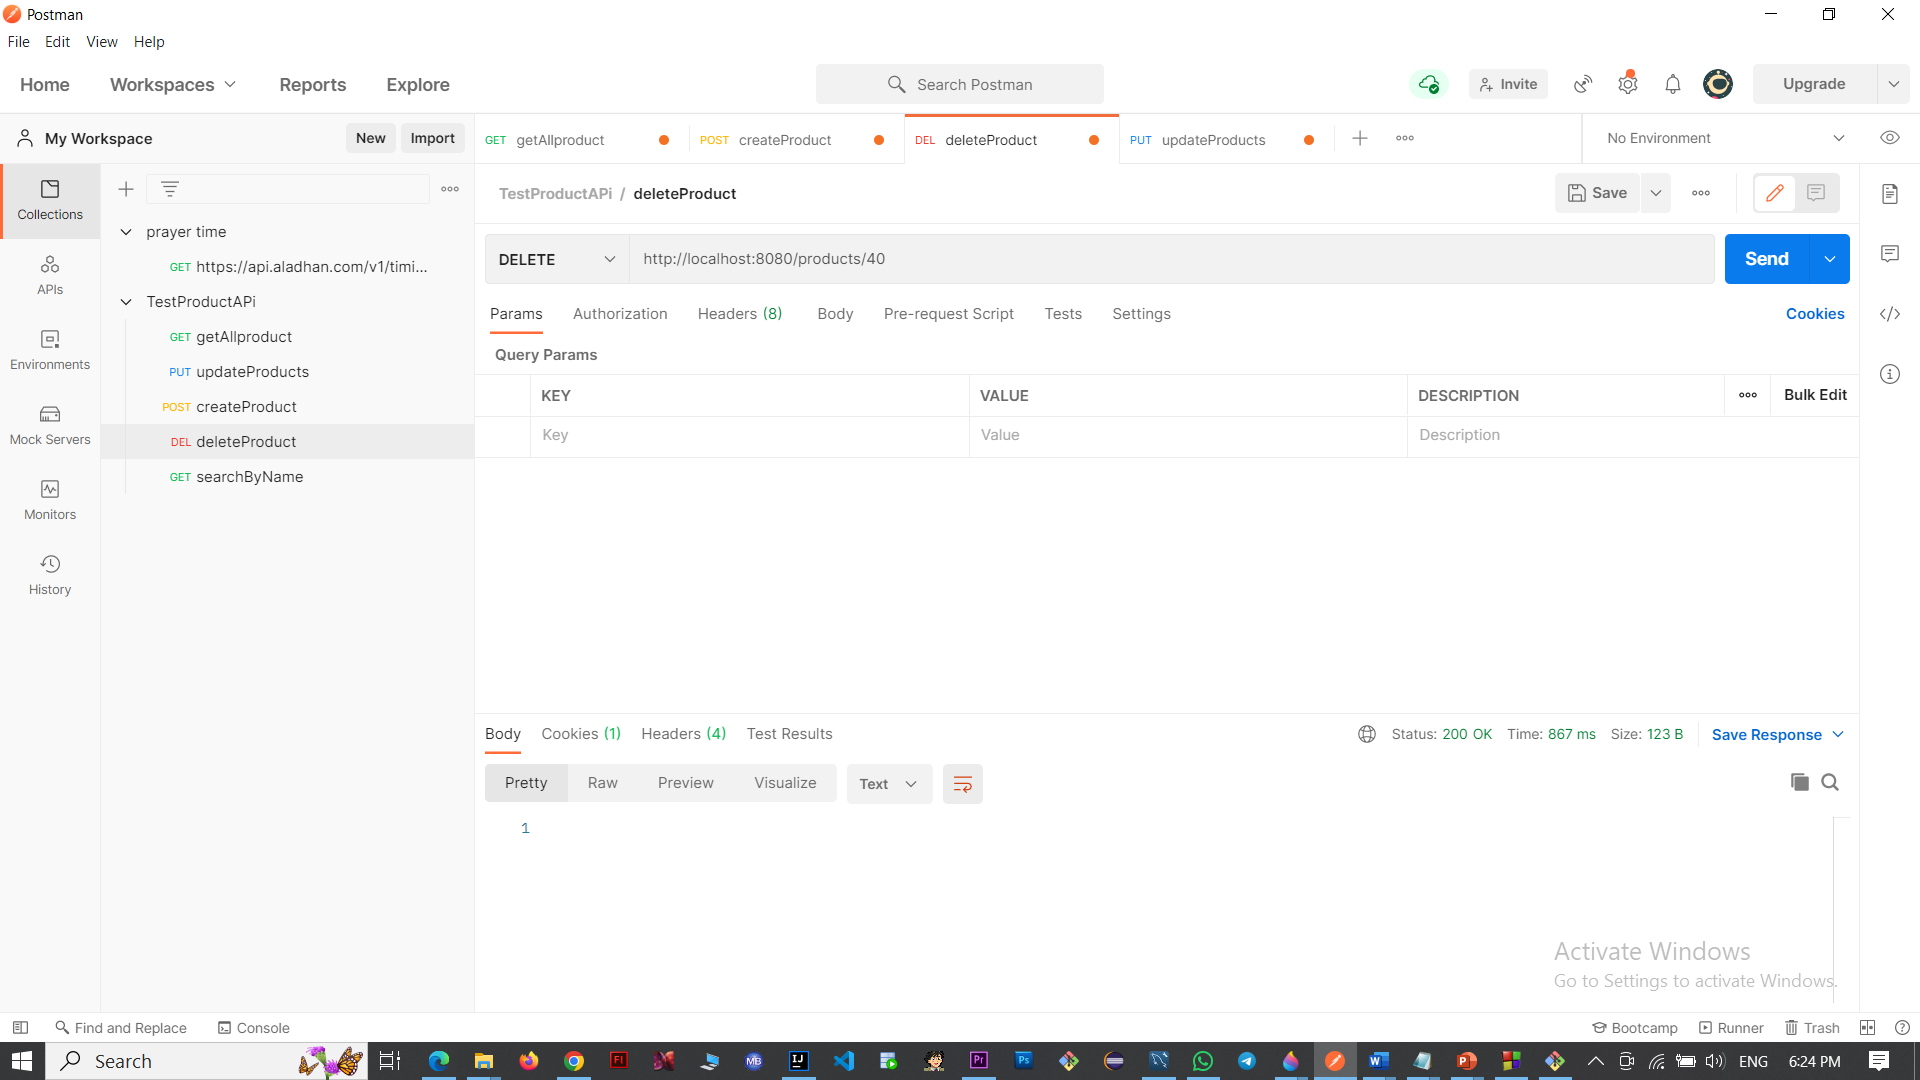 Postman
File Edit View Help
Home Workspaces Reports Explore
Search Postman
Invite
Upgrade
My Workspace
New Import
GET getAllproduct
POST createProduct
DEL deleteProduct
PUT updateProducts
No Environment
Collections
APIs
Environments
Mock Servers
Monitors
History
prayer time
GET https://api.aladhan.com/v1/timi...
TestProductAPi
GET getAllproduct
PUT updateProducts
POST createProduct
DEL deleteProduct
GET searchByName
TestProductAPi / deleteProduct
Save
DELETE http://localhost:8080/products/40
Send
Params Authorization Headers (8) Body Pre-request Script Tests Settings
Cookies
Query Params
KEY VALUE DESCRIPTION
Bulk Edit
Key Value Description
Body Cookies (1) Headers (4) Test Results
Status: 200 OK Time: 867 ms Size: 123 B
Save Response
Pretty Raw Preview Visualize Text
1
Activate Windows
Go to Settings to activate Windows.
Find and Replace Console
Bootcamp Runner Trash
Search
Fl
MB
IJ
Pr
Ps
W
P
ENG 6:24 PM